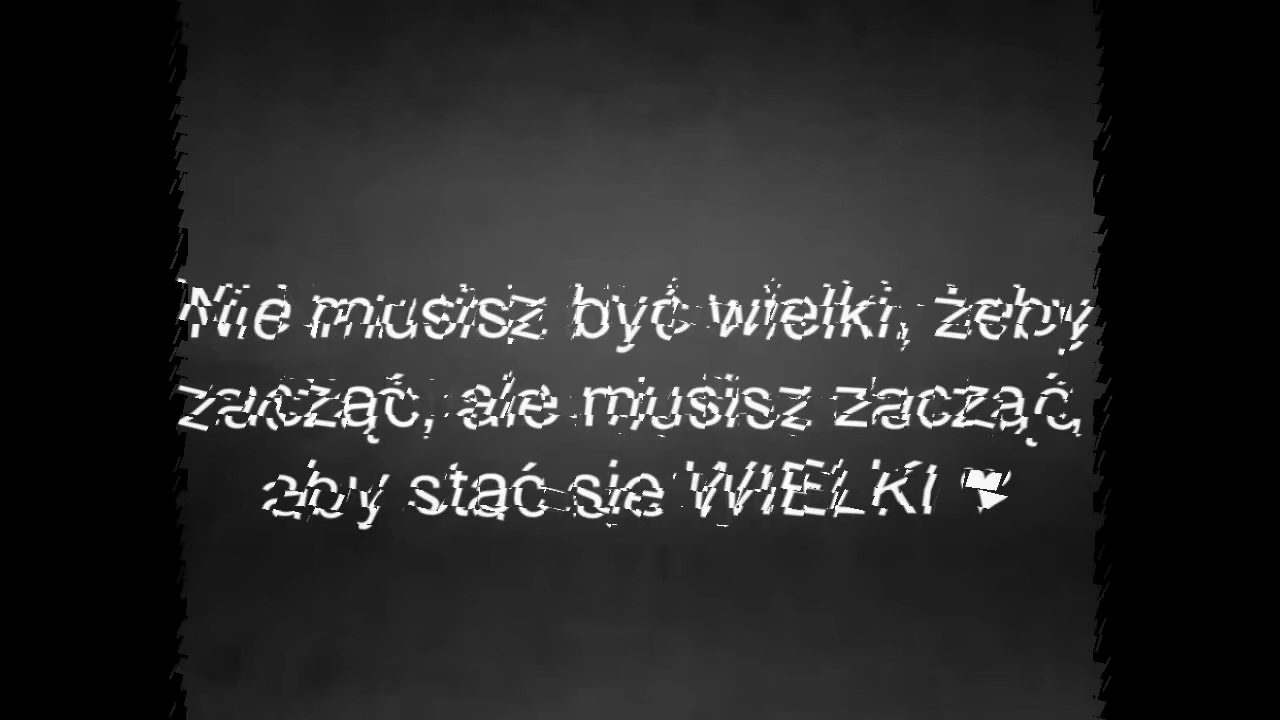 Nie musisz być wielki, żeby
zacząć, ale musisz zacząć,
aby stać się WIELKI ♥